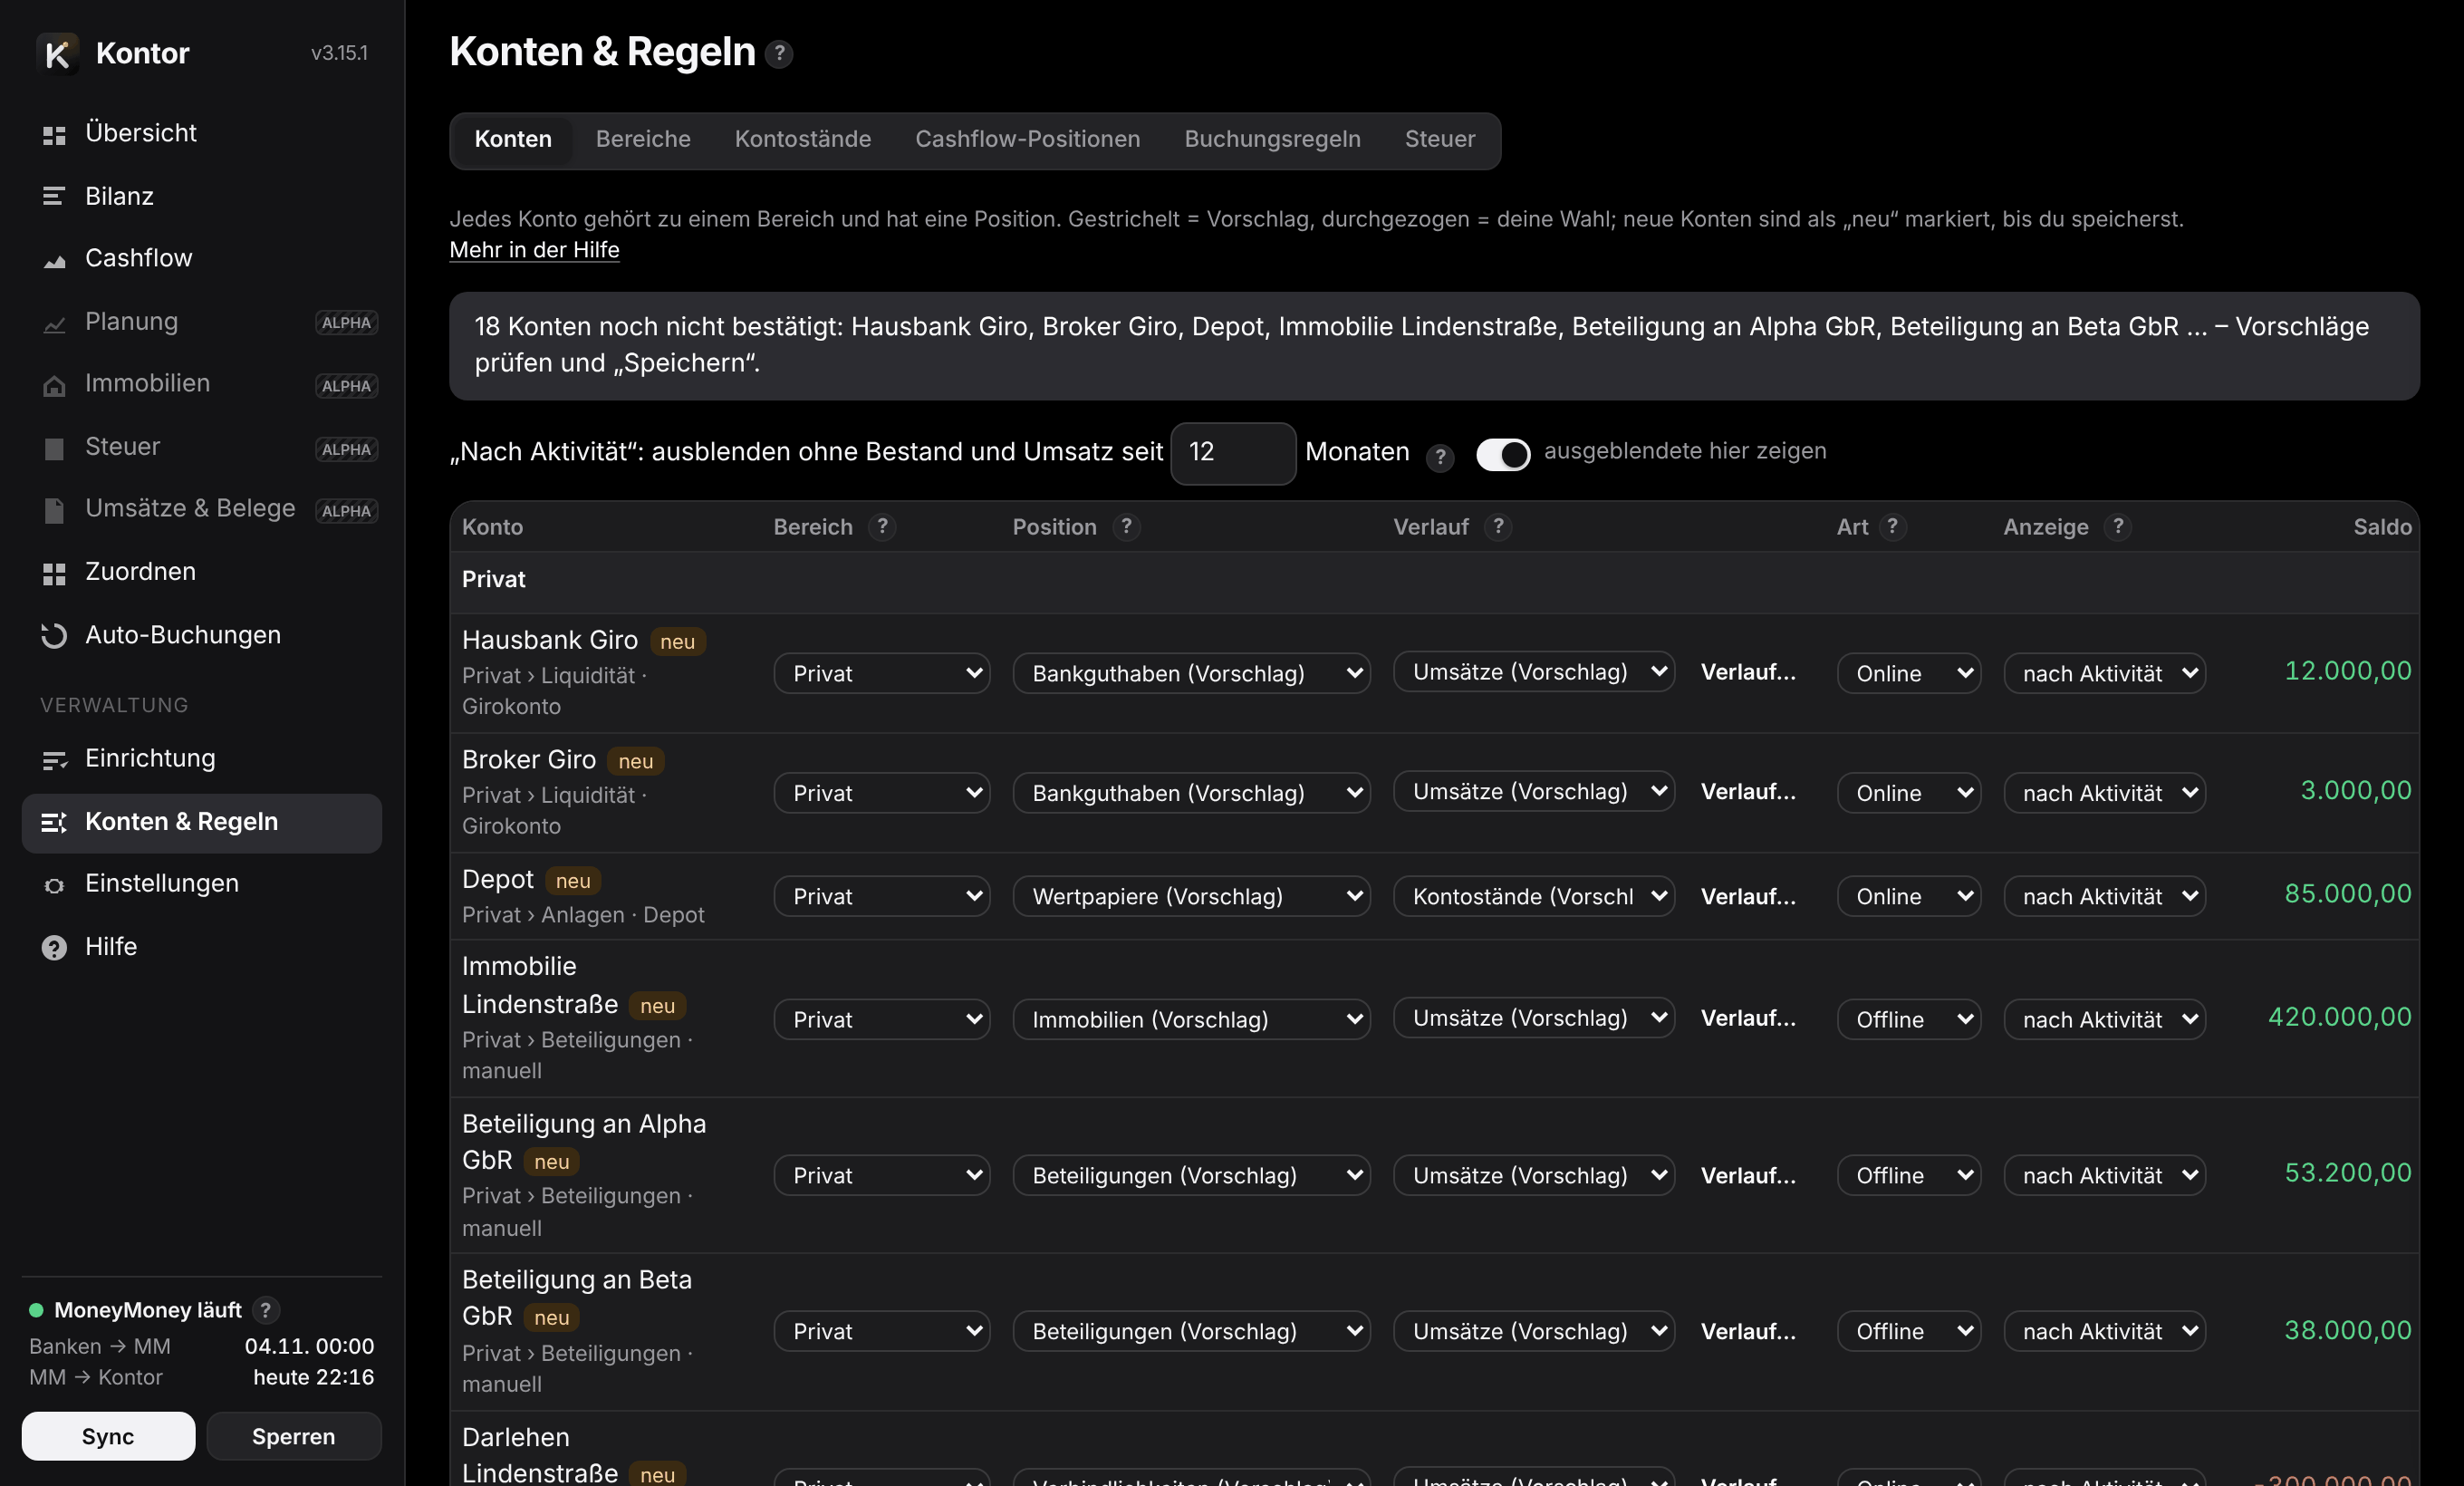 Kontor v3.15.1
Übersicht
Bilanz
Cashflow
Planung ALPHA
Immobilien ALPHA
Steuer ALPHA
Umsätze & Belege ALPHA
Zuordnen
Auto-Buchungen
VERWALTUNG
Einrichtung
Konten & Regeln
Einstellungen
Hilfe
MoneyMoney läuft ?
Banken → MM 04.11. 00:00
MM → Kontor heute 22:16
Sync Sperren
Konten & Regeln ?
Konten Bereiche Kontostände Cashflow-Positionen Buchungsregeln Steuer
Jedes Konto gehört zu einem Bereich und hat eine Position. Gestrichelt = Vorschlag, durchgezogen = deine Wahl; neue Konten sind als „neu“ markiert, bis du speicherst.
Mehr in der Hilfe
18 Konten noch nicht bestätigt: Hausbank Giro, Broker Giro, Depot, Immobilie Lindenstraße, Beteiligung an Alpha GbR, Beteiligung an Beta GbR … – Vorschläge
prüfen und „Speichern“.
„Nach Aktivität“: ausblenden ohne Bestand und Umsatz seit 12 Monaten ? ausgeblendete hier zeigen
Konto Bereich ? Position ? Verlauf ? Art ? Anzeige ? Saldo
Privat
Hausbank Giro neu
Privat › Liquidität ·
Girokonto
Privat Bankguthaben (Vorschlag) Umsätze (Vorschlag) Verlauf… Online nach Aktivität 12.000,00
Broker Giro neu
Privat › Liquidität ·
Girokonto
Privat Bankguthaben (Vorschlag) Umsätze (Vorschlag) Verlauf… Online nach Aktivität 3.000,00
Depot neu
Privat › Anlagen · Depot
Privat Wertpapiere (Vorschlag) Kontostände (Vorschl Verlauf… Online nach Aktivität 85.000,00
Immobilie
Lindenstraße neu
Privat › Beteiligungen ·
manuell
Privat Immobilien (Vorschlag) Umsätze (Vorschlag) Verlauf… Offline nach Aktivität 420.000,00
Beteiligung an Alpha
GbR neu
Privat › Beteiligungen ·
manuell
Privat Beteiligungen (Vorschlag) Umsätze (Vorschlag) Verlauf… Offline nach Aktivität 53.200,00
Beteiligung an Beta
GbR neu
Privat › Beteiligungen ·
manuell
Privat Beteiligungen (Vorschlag) Umsätze (Vorschlag) Verlauf… Offline nach Aktivität 38.000,00
Darlehen
Lindenstraße neu
Privat Verbindlichkeiten (Vorschlag) Umsätze (Vorschlag) Verlauf… Online nach Aktivität -300.000,00